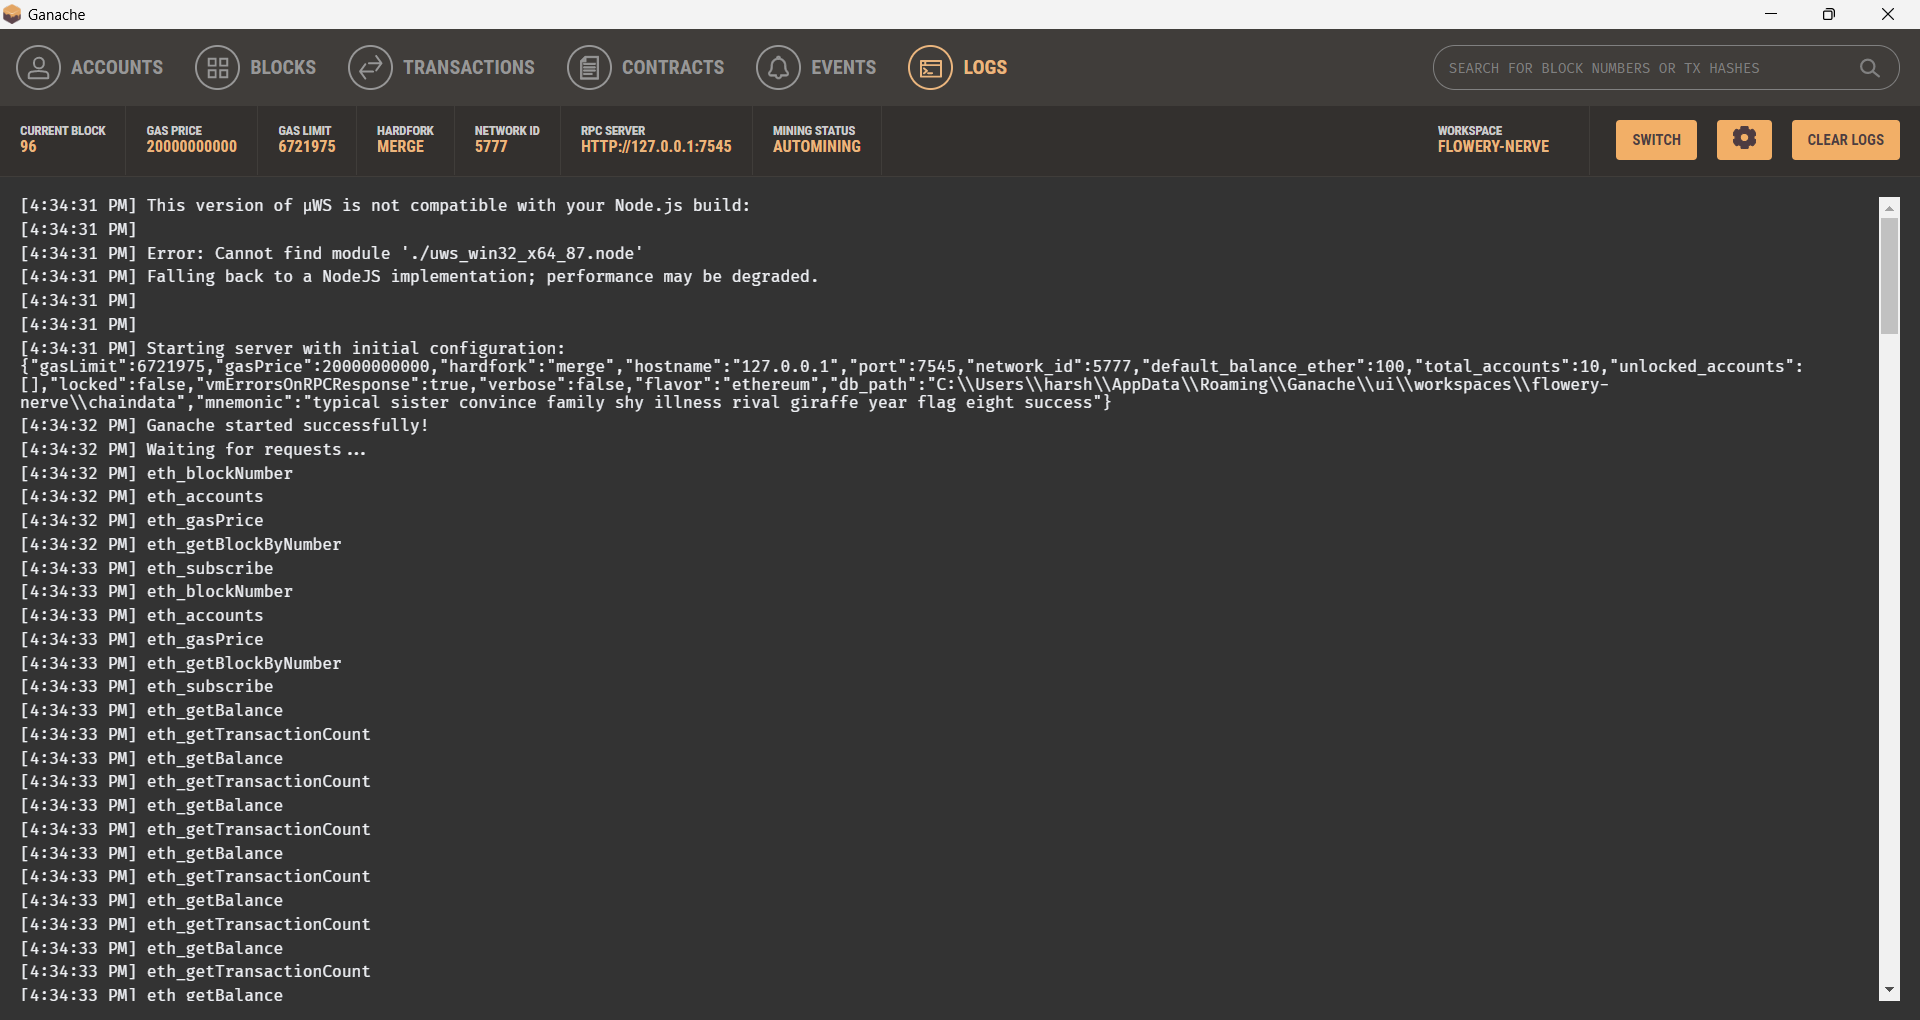 Ganache
ACCOUNTS BLOCKS TRANSACTIONS CONTRACTS EVENTS LOGS SEARCH FOR BLOCK NUMBERS OR TX HASHES
CURRENT BLOCK GAS PRICE GAS LIMIT HARDFORK NETWORK ID RPC SERVER MINING STATUS WORKSPACE
96 20000000000 6721975 MERGE 5777 HTTP://127.0.0.1:7545 AUTOMINING FLOWERY-NERVE SWITCH CLEAR LOGS
[4:34:31 PM] This version of µWS is not compatible with your Node.js build:
[4:34:31 PM]
[4:34:31 PM] Error: Cannot find module './uws_win32_x64_87.node'
[4:34:31 PM] Falling back to a NodeJS implementation; performance may be degraded.
[4:34:31 PM]
[4:34:31 PM]
[4:34:31 PM] Starting server with initial configuration:
{"gasLimit":6721975,"gasPrice":20000000000,"hardfork":"merge","hostname":"127.0.0.1","port":7545,"network_id":5777,"default_balance_ether":100,"total_accounts":10,"unlocked_accounts":
[],"locked":false,"vmErrorsOnRPCResponse":true,"verbose":false,"flavor":"ethereum","db_path":"C:\\Users\\harsh\\AppData\\Roaming\\Ganache\\ui\\workspaces\\flowery-
nerve\\chaindata","mnemonic":"typical sister convince family shy illness rival giraffe year flag eight success"}
[4:34:32 PM] Ganache started successfully!
[4:34:32 PM] Waiting for requests...
[4:34:32 PM] eth_blockNumber
[4:34:32 PM] eth_accounts
[4:34:32 PM] eth_gasPrice
[4:34:32 PM] eth_getBlockByNumber
[4:34:33 PM] eth_subscribe
[4:34:33 PM] eth_blockNumber
[4:34:33 PM] eth_accounts
[4:34:33 PM] eth_gasPrice
[4:34:33 PM] eth_getBlockByNumber
[4:34:33 PM] eth_subscribe
[4:34:33 PM] eth_getBalance
[4:34:33 PM] eth_getTransactionCount
[4:34:33 PM] eth_getBalance
[4:34:33 PM] eth_getTransactionCount
[4:34:33 PM] eth_getBalance
[4:34:33 PM] eth_getTransactionCount
[4:34:33 PM] eth_getBalance
[4:34:33 PM] eth_getTransactionCount
[4:34:33 PM] eth_getBalance
[4:34:33 PM] eth_getTransactionCount
[4:34:33 PM] eth_getBalance
[4:34:33 PM] eth_getTransactionCount
[4:34:33 PM] eth_getBalance